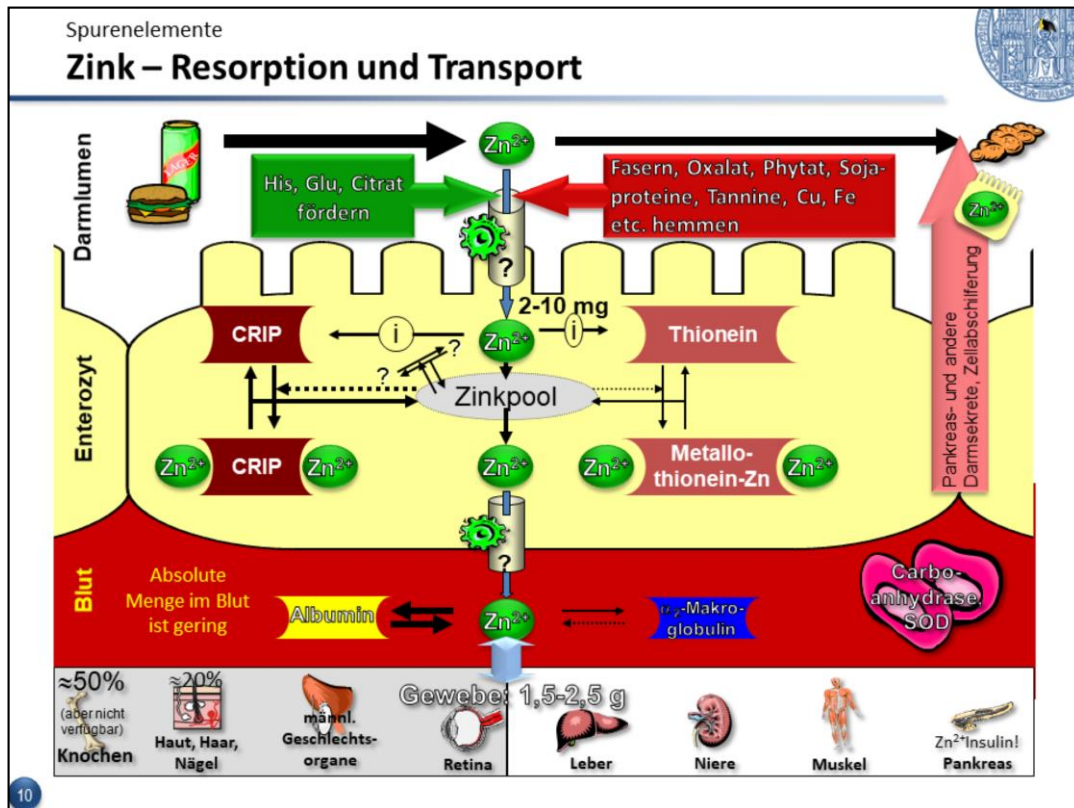 Spurenelemente
Zink – Resorption und Transport
Darmlumen
LAGER
Zn²⁺
His, Glu, Citrat
fördern
Fasern, Oxalat, Phytat, Soja-
proteine, Tannine, Cu, Fe
etc. hemmen
Zn²⁺
?
2-10 mg
Enterozyt
CRIP
i
Zn²⁺
i
Thionein
?
?
Zinkpool
Zn²⁺
CRIP
Zn²⁺
Zn²⁺
Zn²⁺
Metallo-
thionein-Zn
Zn²⁺
Pankreas- und andere
Darmsekrete, Zellabschilferung
?
Blut
Absolute
Menge im Blut
ist gering
Albumin
Zn²⁺
α₂-Makro-
globulin
Carbo-
anhydrase,
SOD
Gewebe: 1,5-2,5 g
≈50%
(aber nicht
verfügbar)
Knochen
≈20%
Haut, Haar,
Nägel
männl.
Geschlechts-
organe
Retina
Leber
Niere
Muskel
Zn²⁺Insulin!
Pankreas
10